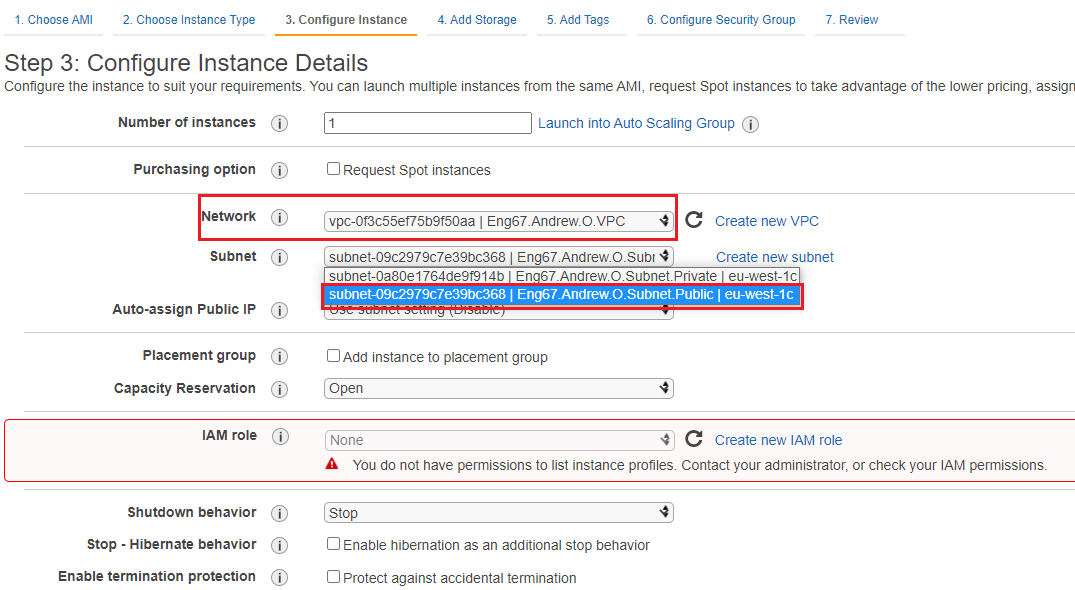 1. Choose AMI 2. Choose Instance Type 3. Configure Instance 4. Add Storage 5. Add Tags 6. Configure Security Group 7. Review
Step 3: Configure Instance Details
Configure the instance to suit your requirements. You can launch multiple instances from the same AMI, request Spot instances to take advantage of the lower pricing, assign
Number of instances i 1 Launch into Auto Scaling Group i
Purchasing option i Request Spot instances
Network i vpc-0f3c55ef75b9f50aa | Eng67.Andrew.O.VPC Create new VPC
Subnet i subnet-09c2979c7e39bc368 | Eng67.Andrew.O.Subr Create new subnet
subnet-0a80e1764de9f914b | Eng67.Andrew.O.Subnet.Private | eu-west-1c
subnet-09c2979c7e39bc368 | Eng67.Andrew.O.Subnet.Public | eu-west-1c
Auto-assign Public IP i Use subnet setting (Disable)
Placement group i Add instance to placement group
Capacity Reservation i Open
IAM role i None Create new IAM role
You do not have permissions to list instance profiles. Contact your administrator, or check your IAM permissions.
Shutdown behavior i Stop
Stop - Hibernate behavior i Enable hibernation as an additional stop behavior
Enable termination protection i Protect against accidental termination